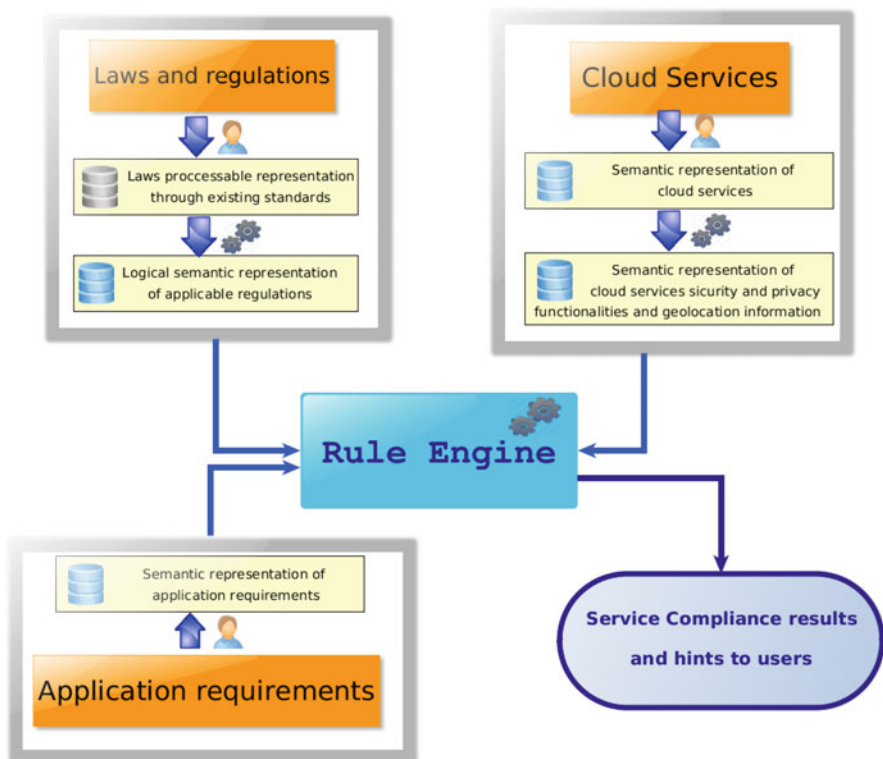 Laws and regulations
Laws proccessable representation
through existing standards
Logical semantic representation
of applicable regulations
Cloud Services
Semantic representation of
cloud services
Semantic representation of
cloud services sicurity and privacy
functionalities and geolocation information
Rule Engine
Semantic representation of
application requirements
Application requirements
Service Compliance results
and hints to users